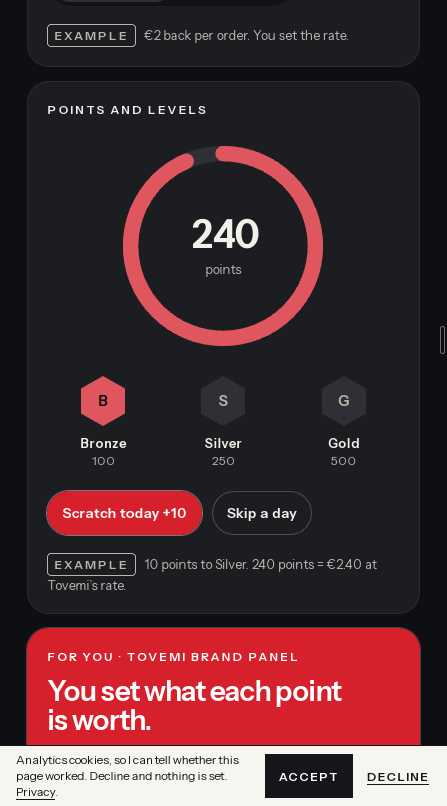 EXAMPLE €2 back per order. You set the rate.
POINTS AND LEVELS
240
points
B S G
Bronze Silver Gold
100 250 500
Scratch today +10 Skip a day
EXAMPLE 10 points to Silver. 240 points = €2.40 at
Tovemi's rate.
FOR YOU · TOVEMI BRAND PANEL
You set what each point
is worth.
Analytics cookies, so I can tell whether this
page worked. Decline and nothing is set.
Privacy.
ACCEPT DECLINE